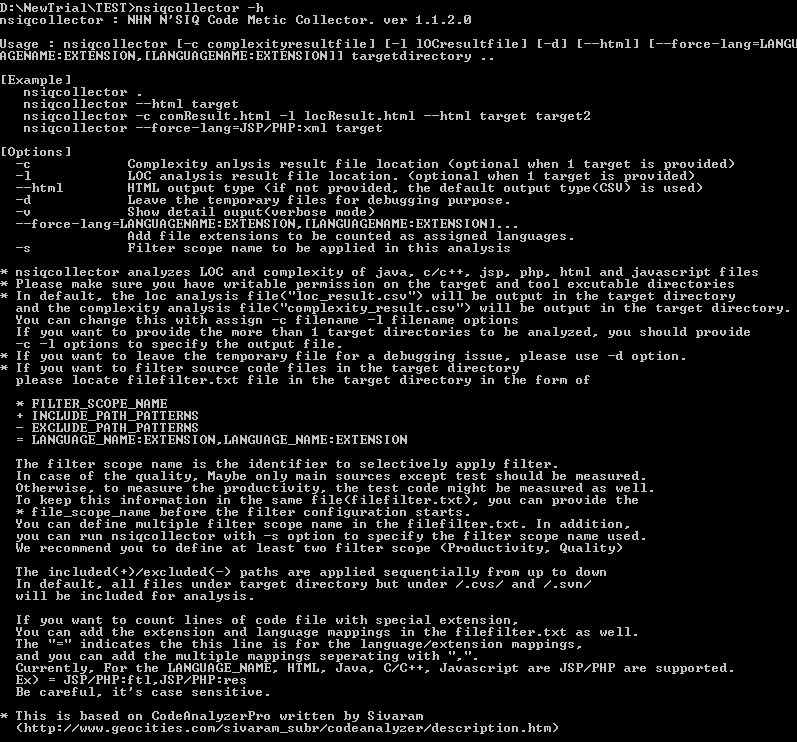 D:\NewTrial\TEST>nsiqcollector -h
nsiqcollector : NHN N'SIQ Code Metic Collector. ver 1.1.2.0
Usage : nsiqcollector [-c complexityresultfile] [-l lOCresultfile] [-d] [--html] [--force-lang=LANGU
AGENAME:EXTENSION,[LANGUAGENAME:EXTENSION]] targetdirectory ..
[Example]
nsiqcollector .
nsiqcollector --html target
nsiqcollector -c comResult.html -l locResult.html --html target target2
nsiqcollector --force-lang=JSP/PHP:xml target
[Options]
-c Complexity anlysis result file location (optional when 1 target is provided)
-l LOC analysis result file location. (optional when 1 target is provided)
--html HTML output type (if not provided, the default output type(CSV) is used)
-d Leave the temporary files for debugging purpose.
-v Show detail ouput(verbose mode)
--force-lang=LANGUAGENAME:EXTENSION,[LANGUAGENAME:EXTENSION]...
Add file extensions to be counted as assigned languages.
-s Filter scope name to be applied in this analysis
* nsiqcollector analyzes LOC and complexity of java, c/c++, jsp, php, html and javascript files
* Please make sure you have writable permission on the target and tool excutable directories
* In default, the loc analysis file("loc_result.csv") will be output in the target directory
and the complexity analysis file("complexity_result.csv") will be output in the target directory.
You can change this with assign -c filename -l filename options
If you want to provide the more than 1 target directories to be analyzed, you should provide
-c -l options to specify the output file.
* If you want to leave the temporary file for a debugging issue, please use -d option.
* If you want to filter source code files in the target directory
please locate filefilter.txt file in the target directory in the form of
* FILTER_SCOPE_NAME
+ INCLUDE_PATH_PATTERNS
- EXCLUDE_PATH_PATTERNS
= LANGUAGE_NAME:EXTENSION,LANGUAGE_NAME:EXTENSION
The filter scope name is the identifier to selectively apply filter.
In case of the quality, Maybe only main sources except test should be measured.
Otherwise, to measure the productivity, the test code might be measured as well.
To keep this information in the same file(filefilter.txt), you can provide the
* file_scope_name before the filter configuration starts.
You can define multiple filter scope name in the filefilter.txt. In addition,
you can run nsiqcollector with -s option to specify the filter scope name used.
We recommend you to define at least two filter scope (Productivity, Quality)
The included(+)/excluded(-) paths are applied sequentially from up to down
In default, all files under target directory but under /.cvs/ and /.svn/
will be included for analysis.
If you want to count lines of code file with special extension,
You can add the extension and language mappings in the filefilter.txt as well.
The "=" indicates the this line is for the language/extension mappings,
and you can add the multiple mappings seperating with ",".
Currently, For the LANGUAGE_NAME, HTML, Java, C/C++, Javascript are JSP/PHP are supported.
Ex) = JSP/PHP:ftl,JSP/PHP:res
Be careful, it's case sensitive.
* This is based on CodeAnalyzerPro written by Sivaram
(http://www.geocities.com/sivaram_subr/codeanalyzer/description.htm)